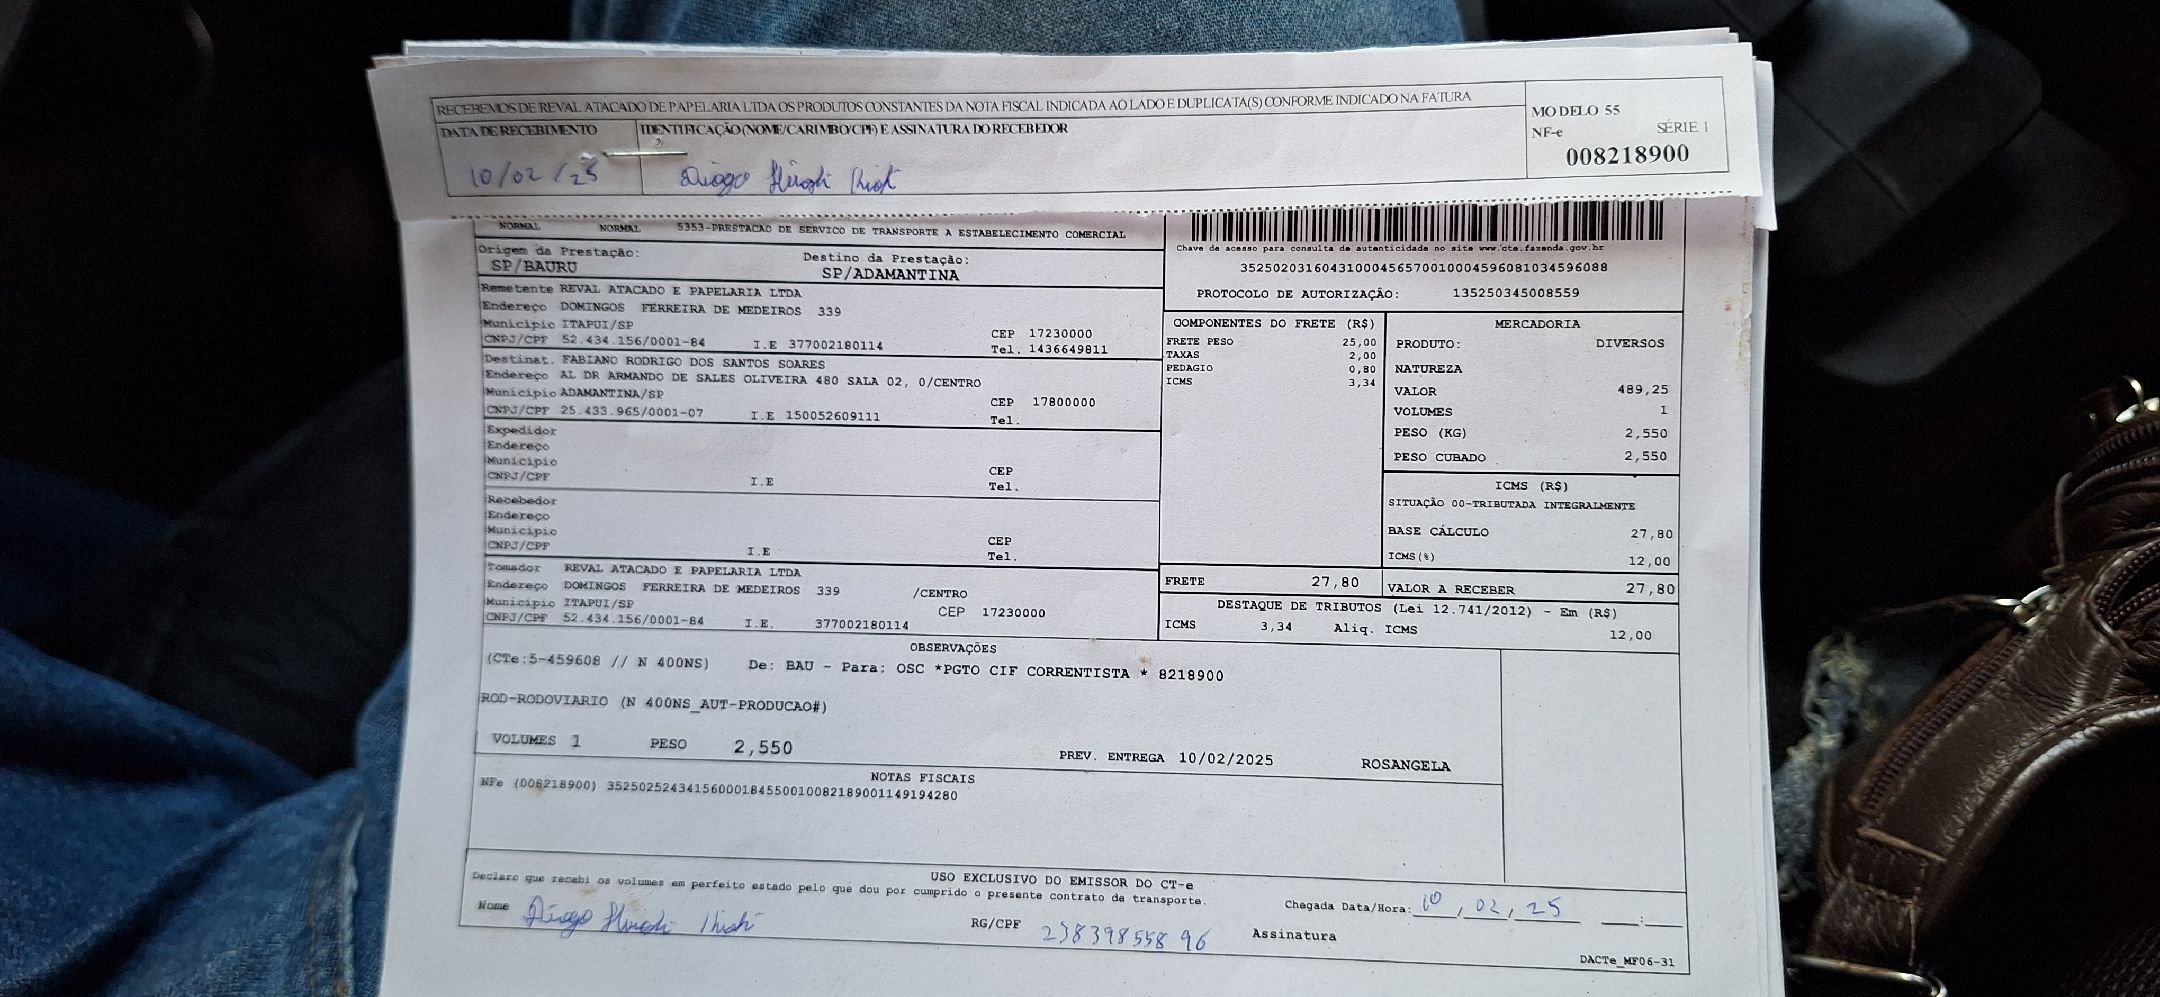 RECEBEMOS DE REVAL ATACADO DE PAPELARIA LTDA OS PRODUTOS CONSTANTES DA NOTA FISCAL INDICADA AO LADO E DUPLICATA(S) CONFORME INDICADO NA FATURA
DATA DE RECEBIMENTO IDENTIFICAÇÃO (NOME/CARIMBO/CPF) E ASSINATURA DO RECEBEDOR
10/02/25 Diogo
MODELO 55
NF-e SÉRIE 1
008218900
NORMAL NORMAL 5353-PRESTACAO DE SERVICO DE TRANSPORTE A ESTABELECIMENTO COMERCIAL
Origem da Prestação: Destino da Prestação:
SP/BAURU SP/ADAMANTINA
Remetente REVAL ATACADO E PAPELARIA LTDA
Endereço DOMINGOS FERREIRA DE MEDEIROS 339
Município ITAPUI/SP CEP 17230000
CNPJ/CPF 52.434.156/0001-84 I.E 377002180114 Tel. 1436649811
Destinat. FABIANO RODRIGO DOS SANTOS SOARES
Endereço AL DR ARMANDO DE SALES OLIVEIRA 480 SALA 02, 0/CENTRO
Município ADAMANTINA/SP CEP 17800000
CNPJ/CPF 25.433.965/0001-07 I.E 150052609111 Tel.
Expedidor
Endereço
Município CEP
CNPJ/CPF I.E Tel.
Recebedor
Endereço
Município CEP
CNPJ/CPF I.E Tel.
Tomador REVAL ATACADO E PAPELARIA LTDA
Endereço DOMINGOS FERREIRA DE MEDEIROS 339 /CENTRO
Município ITAPUI/SP CEP 17230000
CNPJ/CPF 52.434.156/0001-84 I.E. 377002180114
Chave de acesso para consulta de autenticidade no site www.cte.fazenda.gov.br
35250203160431000456570010004596081034596088
PROTOCOLO DE AUTORIZAÇÃO: 135250345008559
COMPONENTES DO FRETE (R$)
FRETE PESO 25,00
TAXAS 2,00
PEDAGIO 0,80
ICMS 3,34
MERCADORIA
PRODUTO: DIVERSOS
NATUREZA
VALOR 489,25
VOLUMES 1
PESO (KG) 2,550
PESO CUBADO 2,550
ICMS (R$)
SITUAÇÃO 00-TRIBUTADA INTEGRALMENTE
BASE CÁLCULO 27,80
ICMS(%) 12,00
FRETE 27,80 VALOR A RECEBER 27,80
DESTAQUE DE TRIBUTOS (Lei 12.741/2012) - Em (R$)
ICMS 3,34 Aliq. ICMS 12,00
OBSERVAÇÕES
(CTe:5-459608 // N 400NS) De: BAU - Para: OSC *PGTO CIF CORRENTISTA * 8218900
ROD-RODOVIARIO (N 400NS_AUT-PRODUCAO#)
VOLUMES 1 PESO 2,550 PREV. ENTREGA 10/02/2025 ROSANGELA
NOTAS FISCAIS
NFe (008218900) 35250252434156000184550010082189001149194280
USO EXCLUSIVO DO EMISSOR DO CT-e
Declaro que recebi os volumes em perfeito estado pelo que dou por cumprido o presente contrato de transporte.
Chegada Data/Hora: 10, 02, 25 __:__
Nome Diogo RG/CPF 238398558 96 Assinatura
DACTe_MF06-31